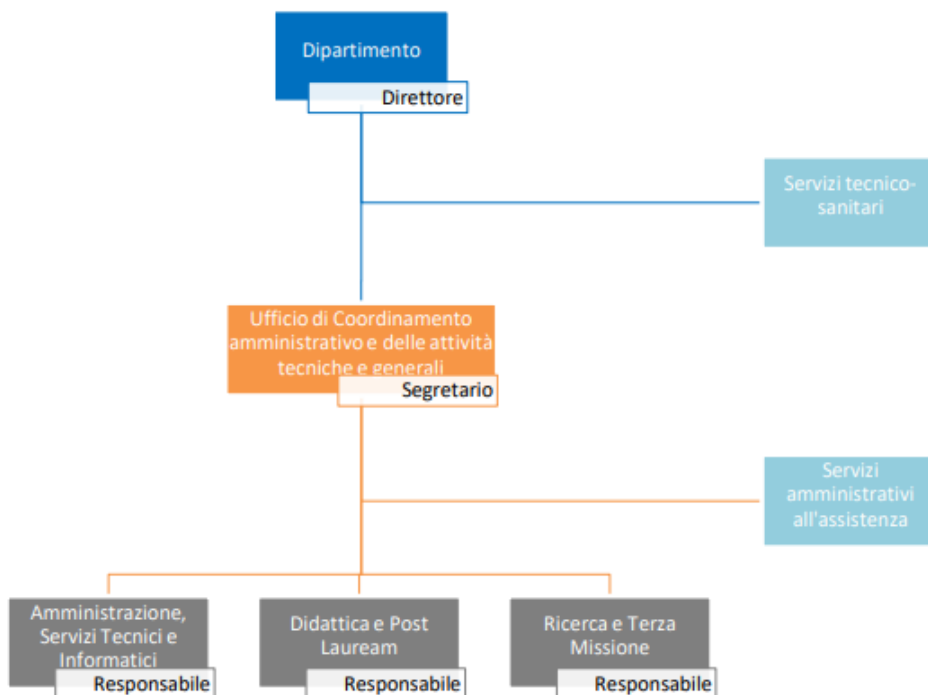 Dipartimento
Direttore
Servizi tecnico-
sanitari
Ufficio di Coordinamento
amministrativo e delle attività
tecniche e generali
Segretario
Servizi
amministrativi
all'assistenza
Amministrazione,
Servizi Tecnici e
Informatici
Responsabile
Didattica e Post
Lauream
Responsabile
Ricerca e Terza
Missione
Responsabile